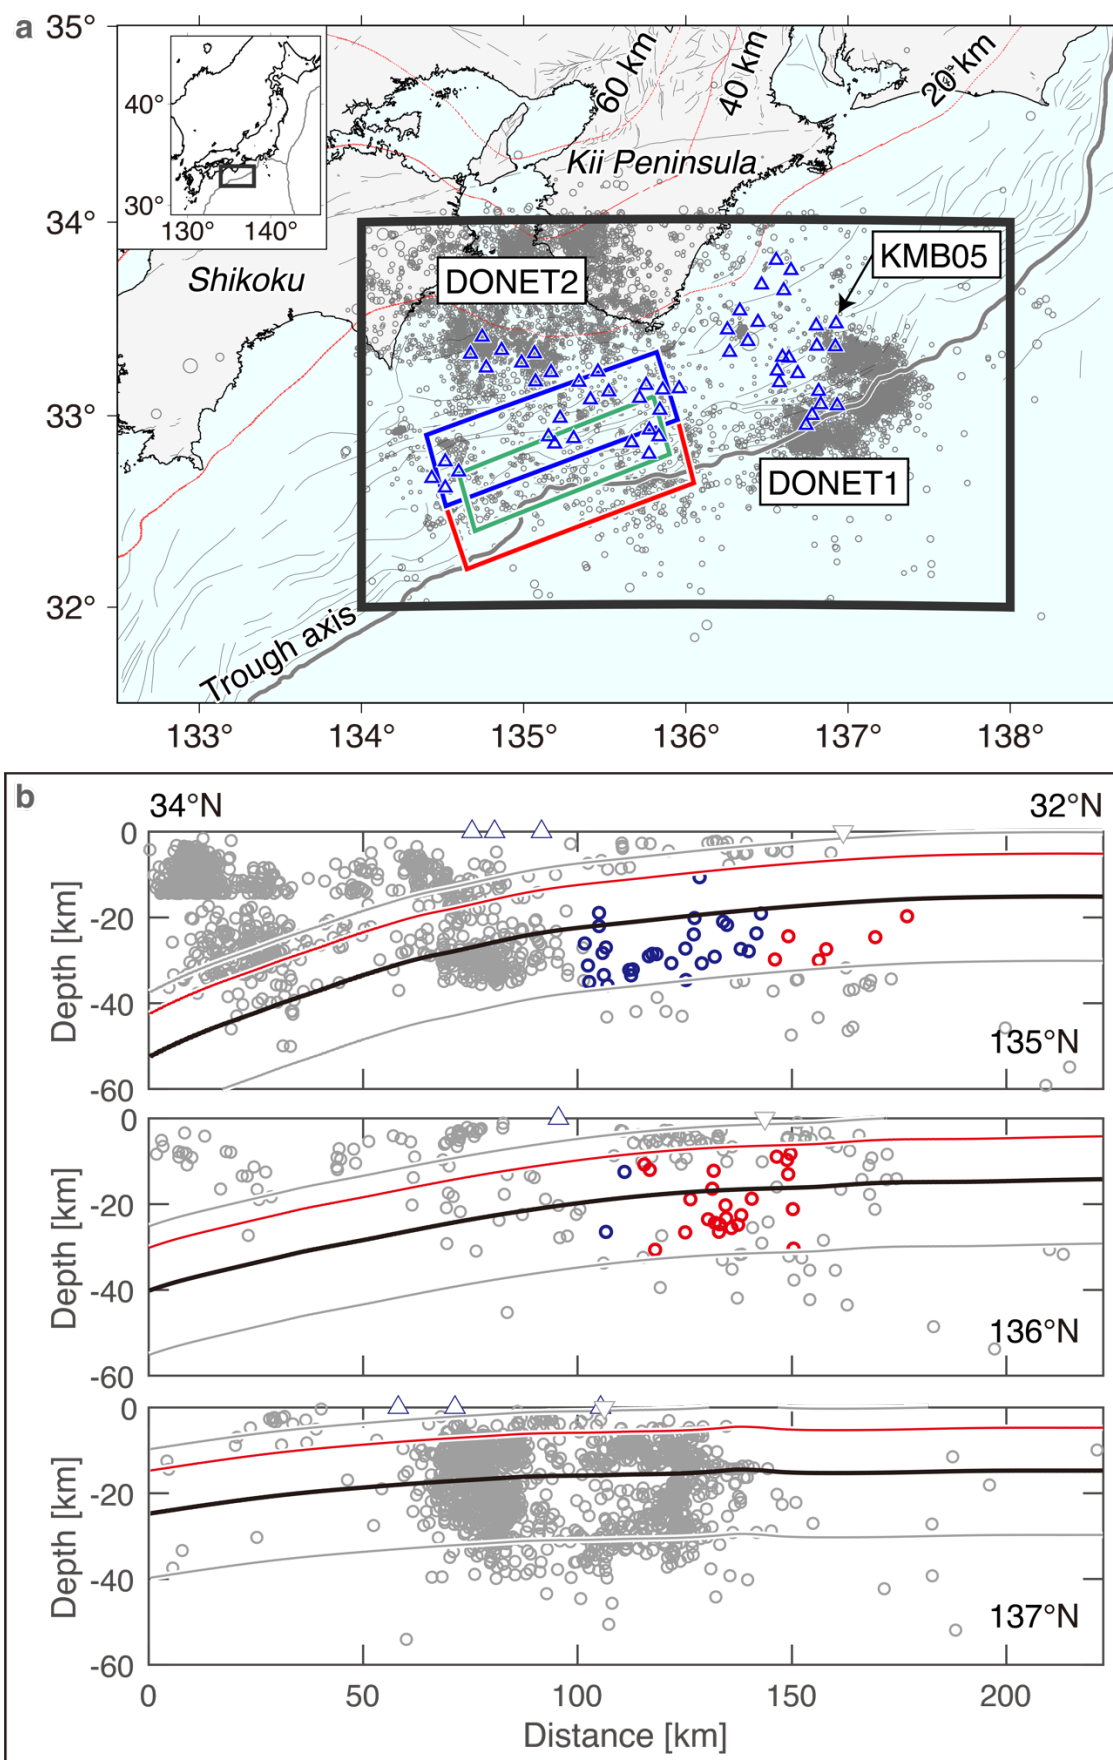 a
35°
34°
33°
32°
40°
30°
130°
140°
60 km
40 km
20 km
Kii Peninsula
Shikoku
DONET2
KMB05
DONET1
Trough axis
133°
134°
135°
136°
137°
138°
b
34°N
32°N
0
-20
-40
-60
Depth [km]
135°N
0
-20
-40
-60
Depth [km]
136°N
0
-20
-40
-60
Depth [km]
137°N
0
50
100
150
200
Distance [km]